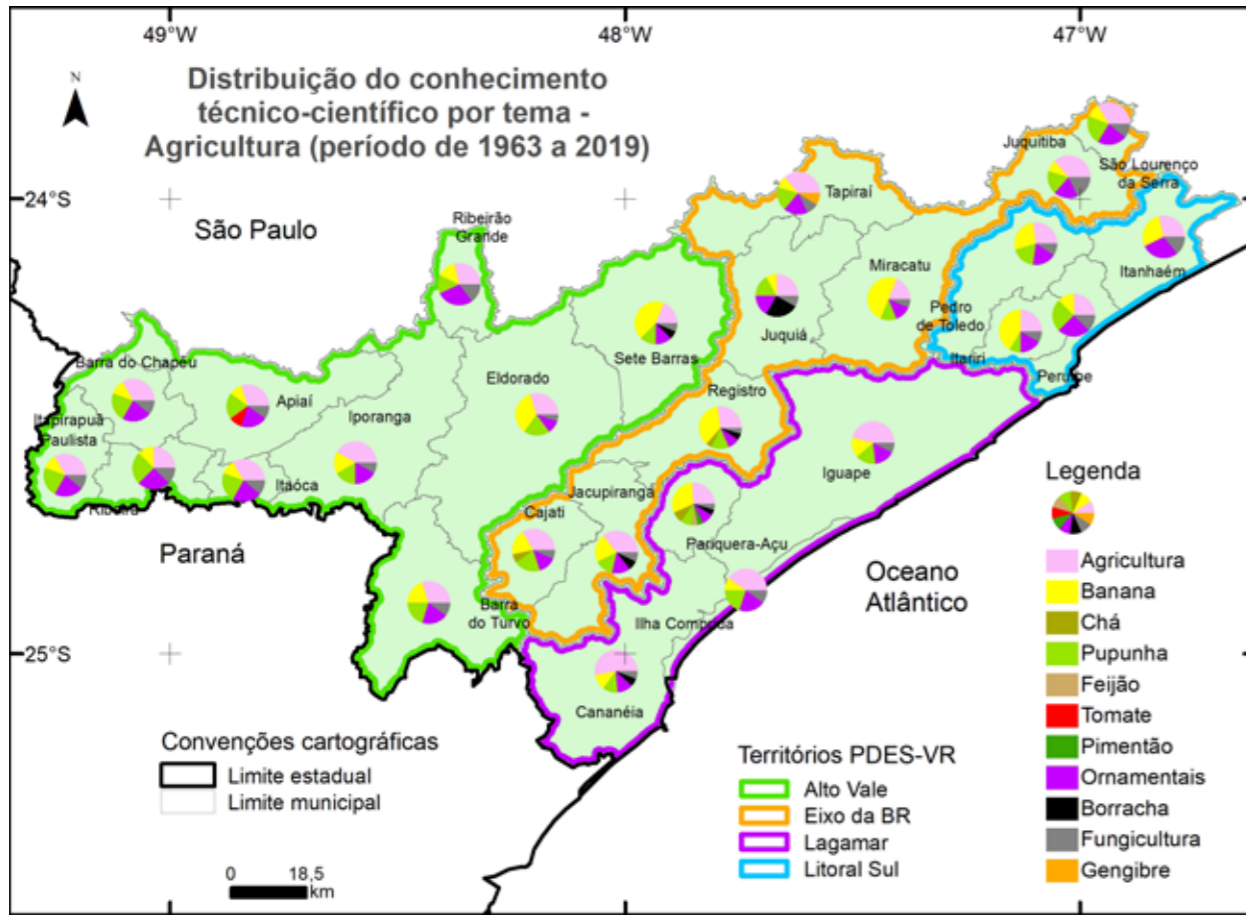 49°W
48°W
47°W
N
Distribuição do conhecimento
técnico-científico por tema -
Agricultura (período de 1963 a 2019)
24°S
25°S
São Paulo
Ribeirão
Grande
Tapiraí
Juquitiba
São Lourenço
da Serra
Itanhaém
Miracatu
Pedro
de Toledo
Itariri
Peruíbe
Juquiá
Sete Barras
Registro
Eldorado
Barra do Chapéu
Apiaí
Iporanga
Itapirapuã
Paulista
Ribeira
Itaóca
Iguape
Jacupiranga
Cajati
Pariquera-Açu
Paraná
Barra
do Turvo
Ilha Comprida
Cananéia
Oceano
Atlântico
Legenda
Agricultura
Banana
Chá
Pupunha
Feijão
Tomate
Pimentão
Ornamentais
Borracha
Fungicultura
Gengibre
Convenções cartográficas
Limite estadual
Limite municipal
0 18,5
km
Territórios PDES-VR
Alto Vale
Eixo da BR
Lagamar
Litoral Sul